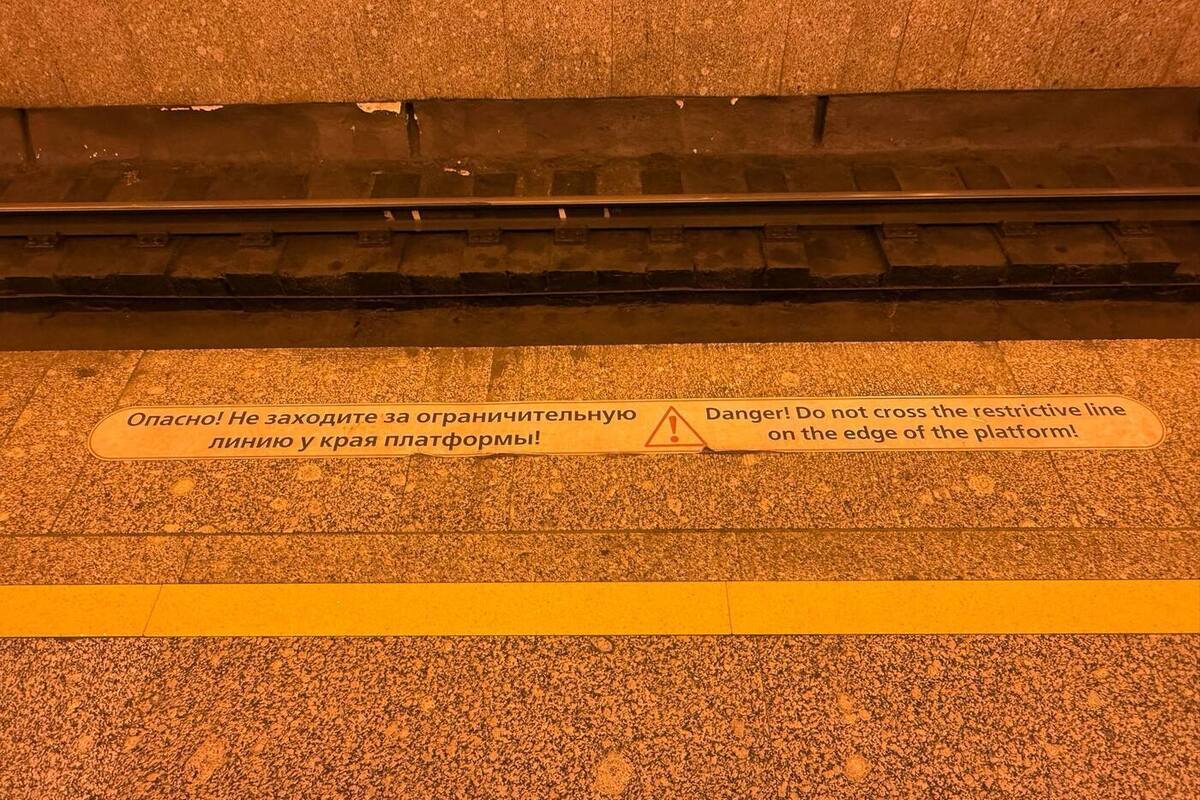 Опасно! Не заходите за ограничительную
линию у края платформы!
Danger! Do not cross the restrictive line
on the edge of the platform!